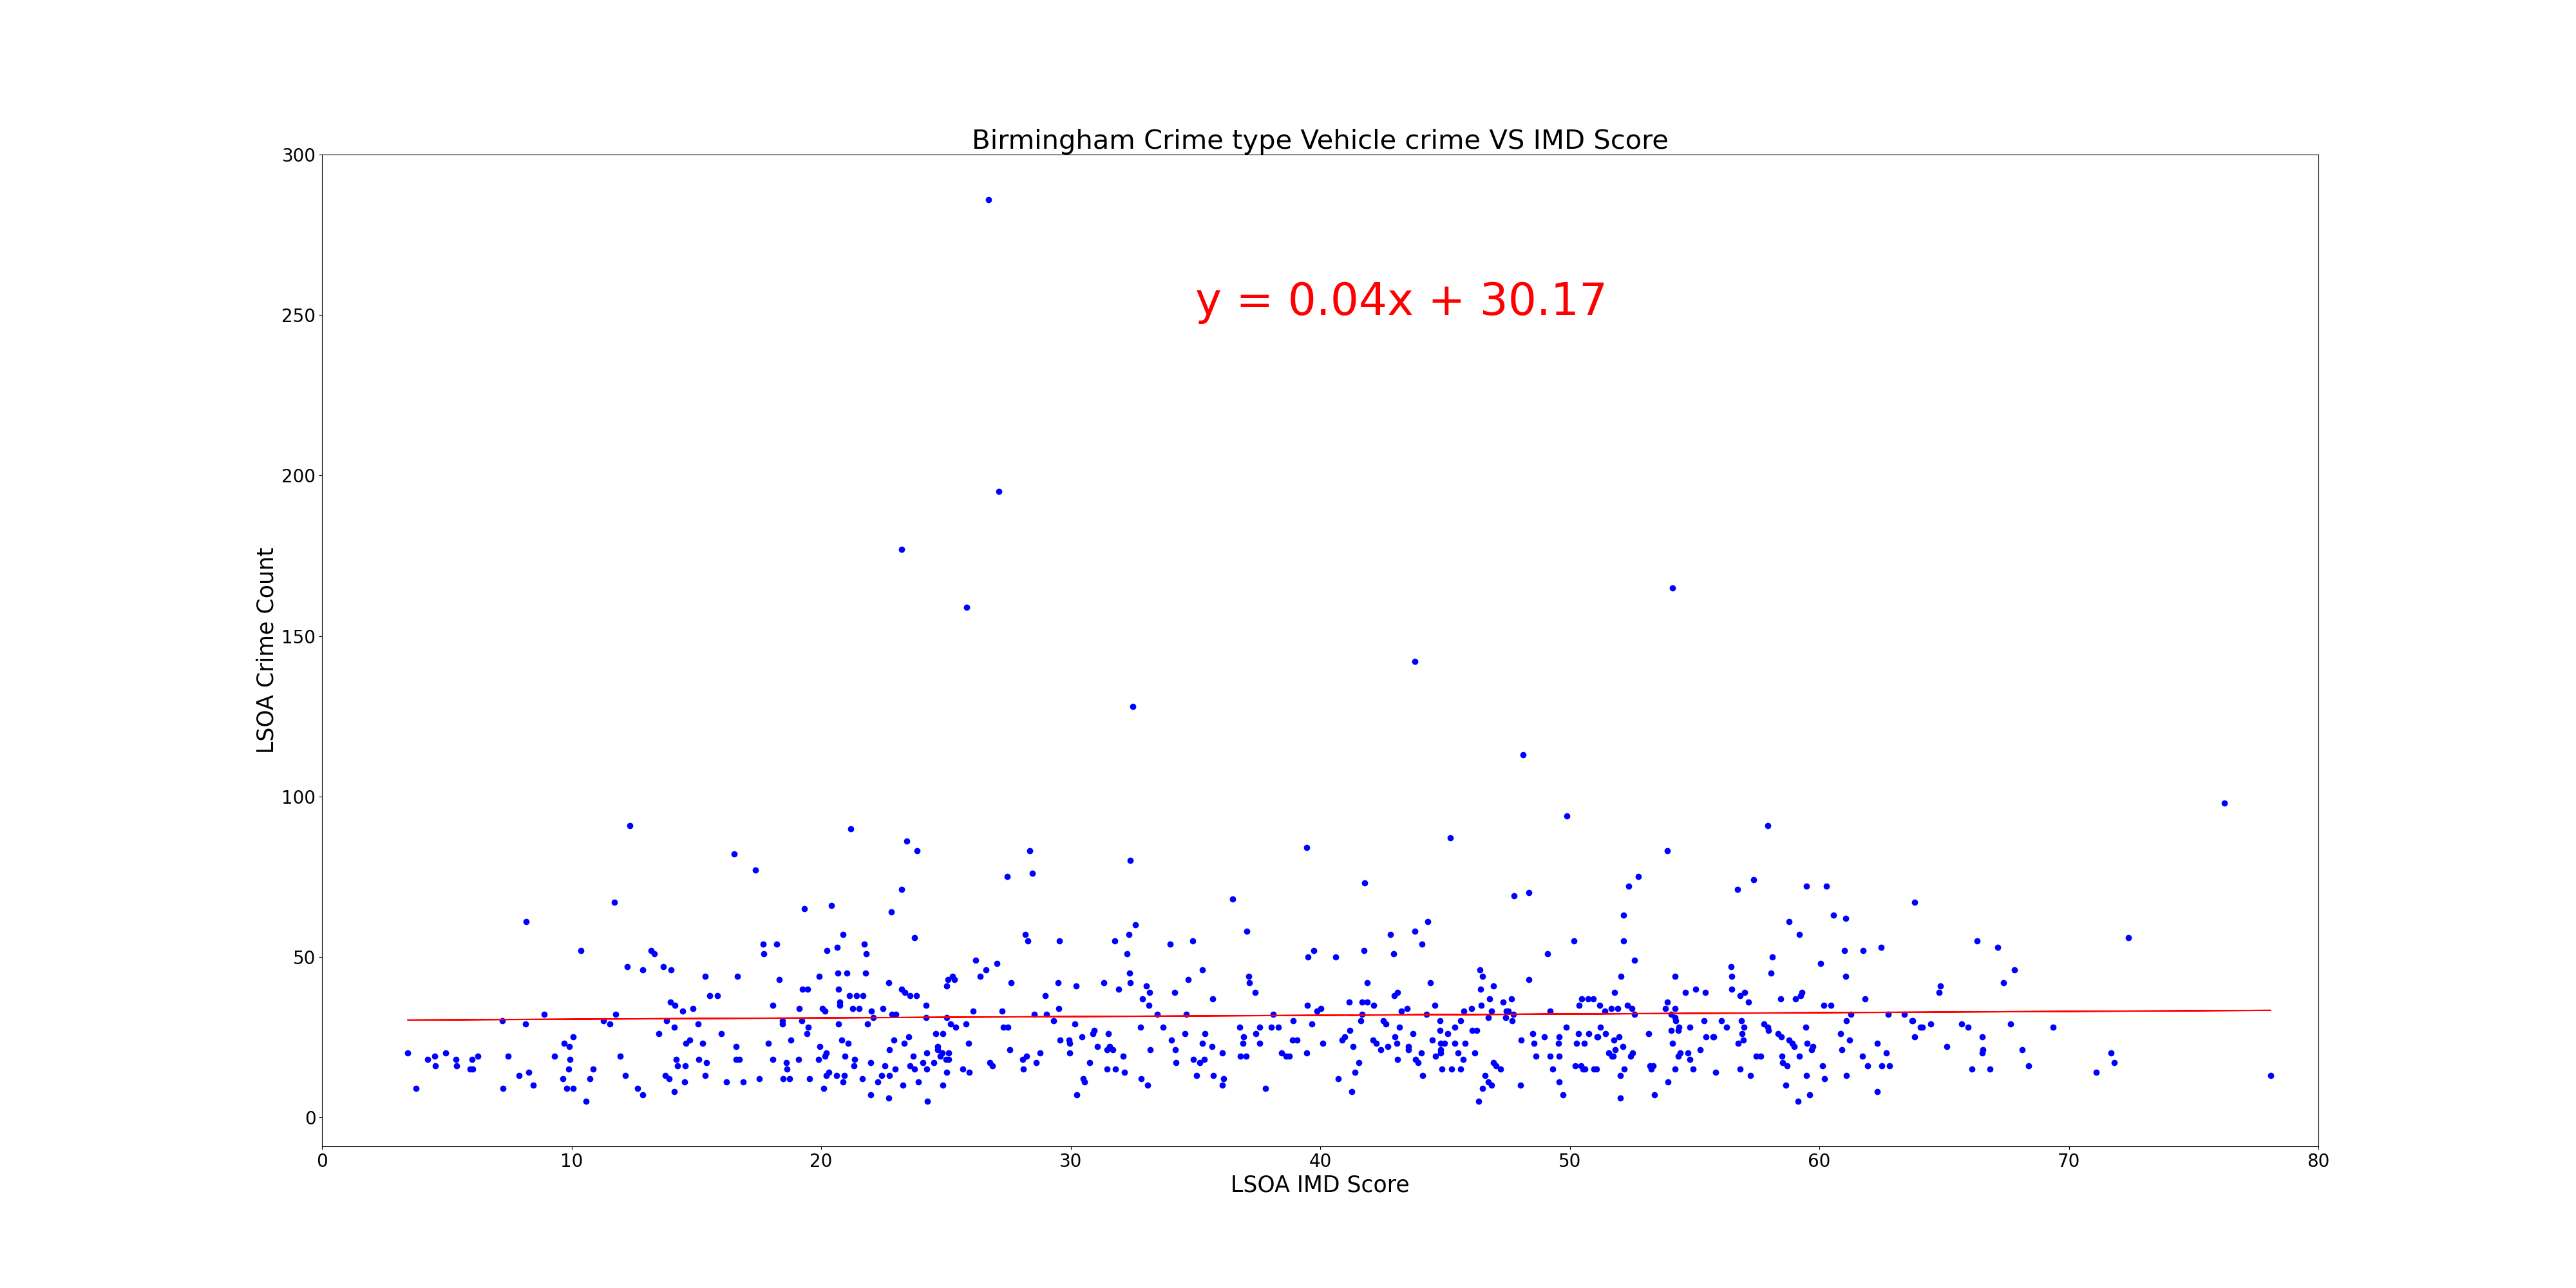 Birmingham Crime type Vehicle crime VS IMD Score
300
y = 0.04x + 30.17
250
200
LSOA Crime Count
150
100
50
0
0 10 20 30 40 50 60 70 80
LSOA IMD Score